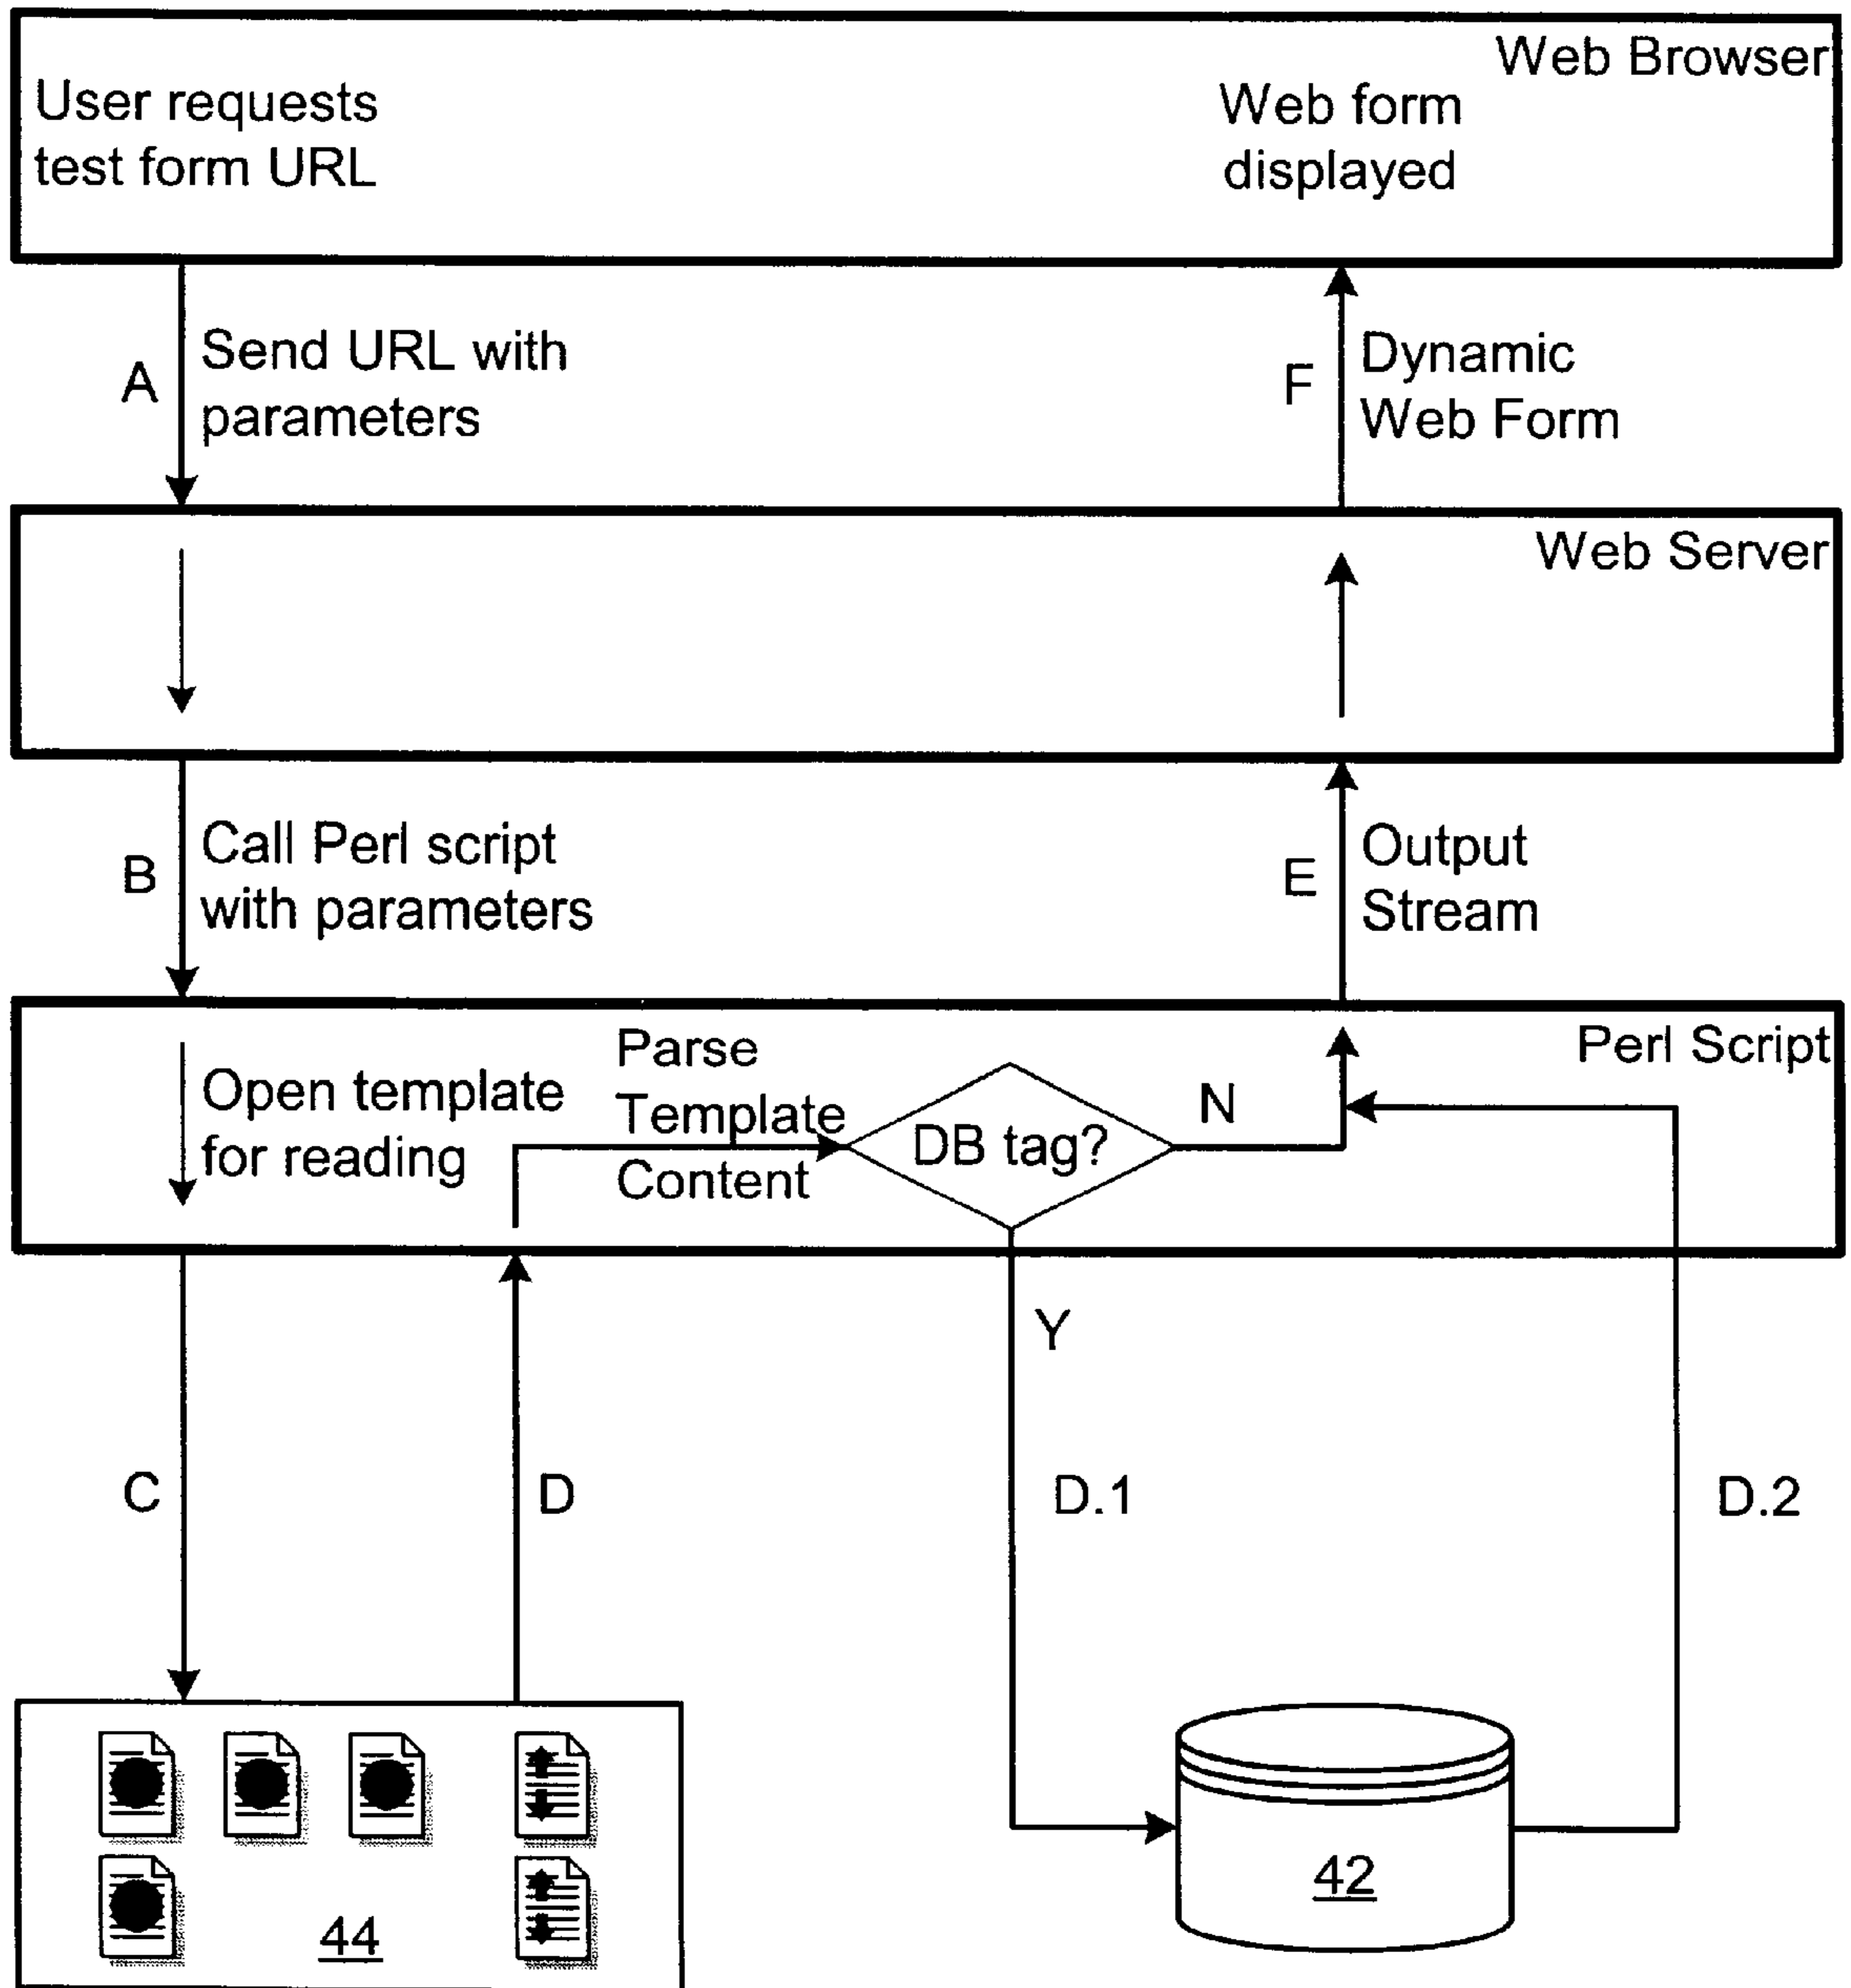 Web Browser
User requests
test form URL
Web form
displayed
A
Send URL with
parameters
F
Dynamic
Web Form
Web Server
B
Call Perl script
with parameters
E
Output
Stream
Perl Script
Open template
for reading
Parse
Template
Content
DB tag?
N
Y
C
D
D.1
D.2
44
42